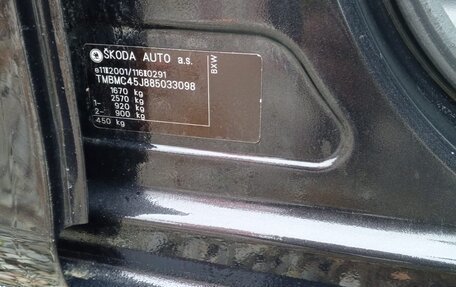 ŠKODA AUTO a.s.
e11*2001/116*0291
TMBMC45J885033098
1670 kg
2570 kg
1- 920 kg
2- 900 kg
450 kg
BXW